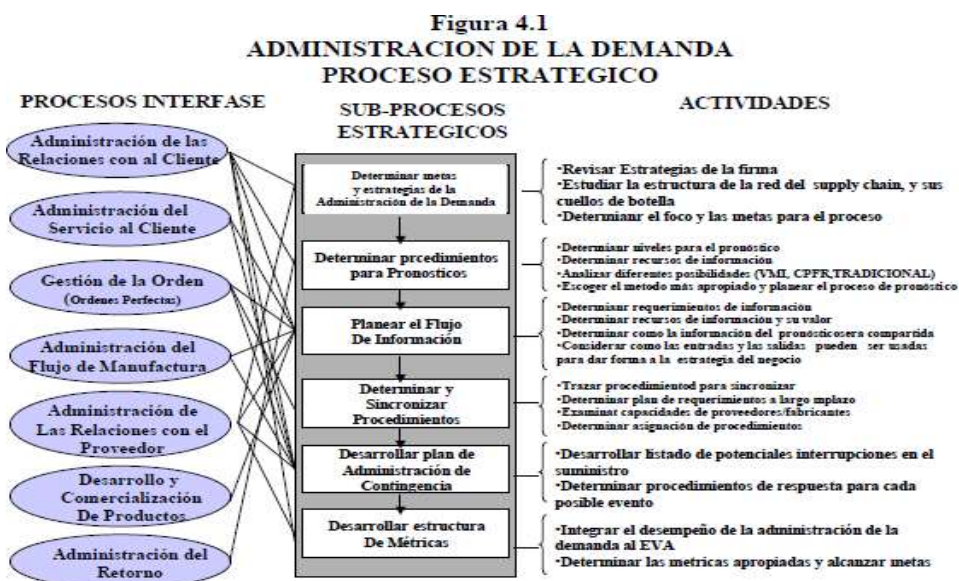 Figura 4.1
ADMINISTRACION DE LA DEMANDA
PROCESO ESTRATEGICO
PROCESOS INTERFASE
Administración de las
Relaciones con al Cliente
Administración del
Servicio al Cliente
Gestión de la Orden
(Ordenes Perfectas)
Administración del
Flujo de Manufactura
Administración de
Las Relaciones con el
Proveedor
Desarrollo y
Comercialización
De Productos
Administración del
Retorno
SUB-PROCESOS
ESTRATEGICOS
Determinar metas
y estrategias de la
Administración de la Demanda
Determinar prcedimientos
para Pronosticos
Planear el Flujo
De Información
Determinar y
Sincronizar
Procedimientos
Desarrollar plan de
Administración de
Contingencia
Desarrollar estructura
De Métricas
ACTIVIDADES
•Revisar Estrategias de la firma
•Estudiar la estructura de la red del supply chain, y sus
cuellos de botella
•Determianr el foco y las metas para el proceso
•Determianr niveles para el pronóstico
•Determinar recursos de información
•Analizar diferentes posibilidades (VMI, CPFR,TRADICIONAL)
•Escoger el metodo más apropiado y planear el proceso de pronóstico
•Determinar requerimientos de información
•Determinar recursos de información y su valor
•Determinar como la información del pronósticosera compartida
•Considerar como las entradas y las salidas pueden ser usadas
para dar forma a la estrategia del negocio
•Trazar procedimientod para sincronizar
•Determinar plan de requerimientos a largo mplazo
•Examinar capacidades de proveedores/fabricantes
•Determinar asignación de procedimientos
•Desarrollar listado de potenciales interrupciones en el
suministro
•Determinar procedimientos de respuesta para cada
posible evento
•Integrar el desempeño de la administración de la
demanda al EVA
•Determinar las metricas apropiadas y alcanzar metas